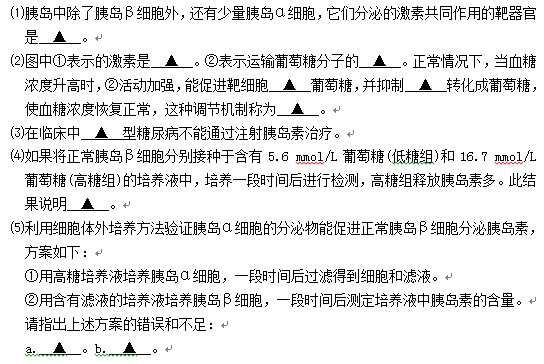 (1)胰岛中除了胰岛β细胞外，还有少量胰岛α细胞，它们分泌的激素共同作用的靶器官
是 ▲ 。
(2)图中①表示的激素是 ▲ 。②表示运输葡萄糖分子的 ▲ 。正常情况下，当血糖
浓度升高时，②活动加强，能促进靶细胞 ▲ 葡萄糖，并抑制 ▲ 转化成葡萄糖，
使血糖浓度恢复正常，这种调节机制称为 ▲ 。
(3)在临床中 ▲ 型糖尿病不能通过注射胰岛素治疗。
(4)如果将正常胰岛β细胞分别接种于含有 5.6 mmol/L 葡萄糖(低糖组)和 16.7 mmol/L
葡萄糖(高糖组)的培养液中，培养一段时间后进行检测，高糖组释放胰岛素多。此结
果说明 ▲ 。
(5)利用细胞体外培养方法验证胰岛α细胞的分泌物能促进正常胰岛β细胞分泌胰岛素，
方案如下：
①用高糖培养液培养胰岛α细胞，一段时间后过滤得到细胞和滤液。
②用含有滤液的培养液培养胰岛β细胞，一段时间后测定培养液中胰岛素的含量。
请指出上述方案的错误和不足：
a. ▲ 。b. ▲ 。